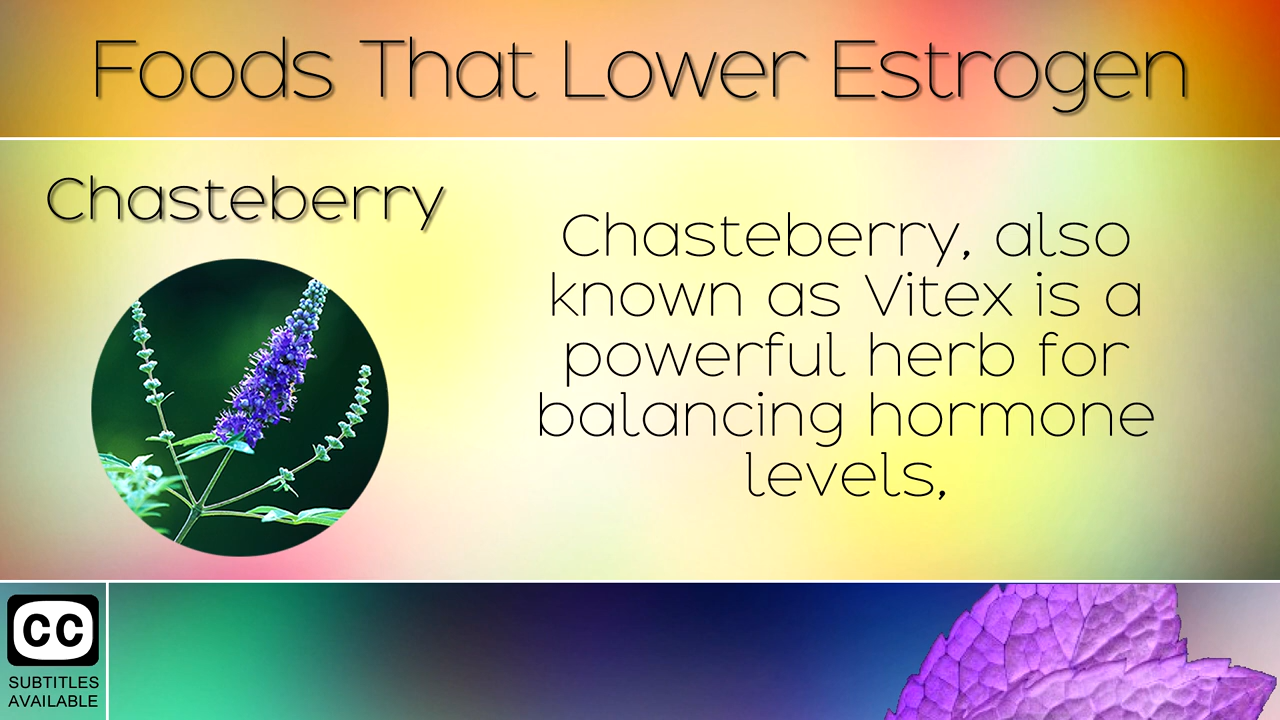 Foods That Lower Estrogen
Chasteberry
Chasteberry, also
known as Vitex is a
powerful herb for
balancing hormone
levels,
CC
SUBTITLES
AVAILABLE